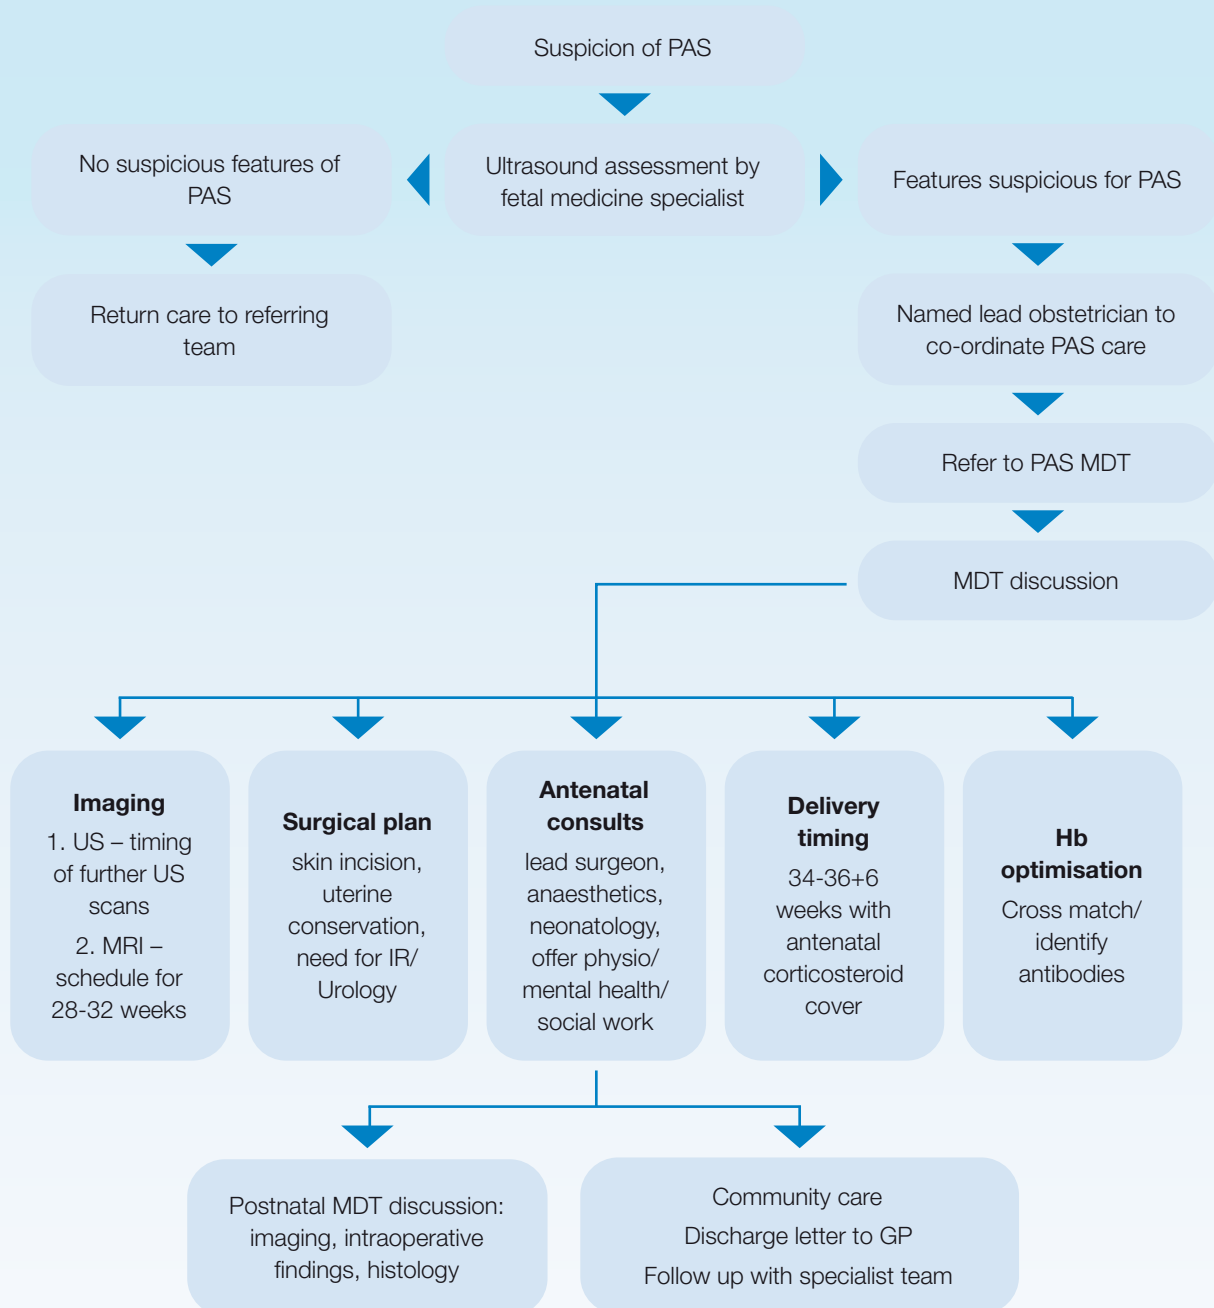 Suspicion of PAS
No suspicious features of
PAS
Ultrasound assessment by
fetal medicine specialist
Features suspicious for PAS
Return care to referring
team
Named lead obstetrician to
co-ordinate PAS care
Refer to PAS MDT
MDT discussion
Imaging
1. US – timing
of further US
scans
2. MRI –
schedule for
28-32 weeks
Surgical plan
skin incision,
uterine
conservation,
need for IR/
Urology
Antenatal
consults
lead surgeon,
anaesthetics,
neonatology,
offer physio/
mental health/
social work
Delivery
timing
34-36+6
weeks with
antenatal
corticosteroid
cover
Hb
optimisation
Cross match/
identify
antibodies
Postnatal MDT discussion:
imaging, intraoperative
findings, histology
Community care
Discharge letter to GP
Follow up with specialist team